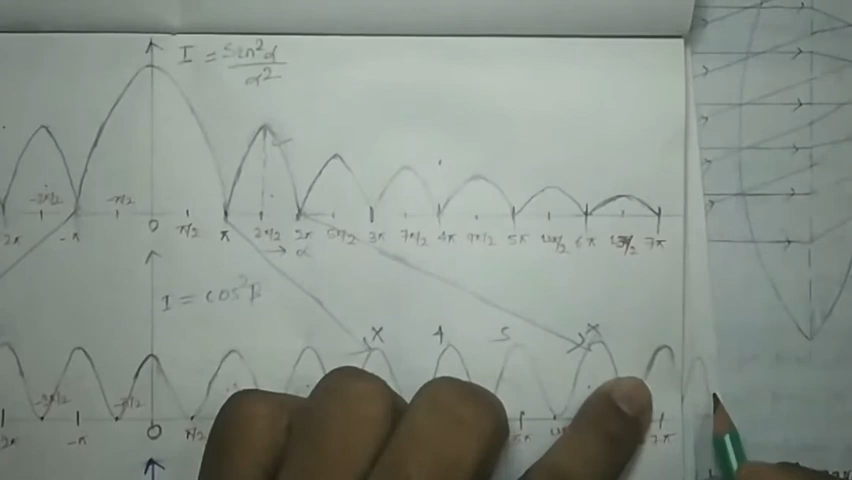 I = Sin²α
α²
-3π/2 -π/2
2π -π 0 π/2 π 3π/2 2π 5π/2 3π 7π/2 4π 9π/2 5π 11π/2 6π 13π/2 7π
→ α
I = cos²β
X 4 5 X
-3π/2 -π/2
-π 0 π/2 7π